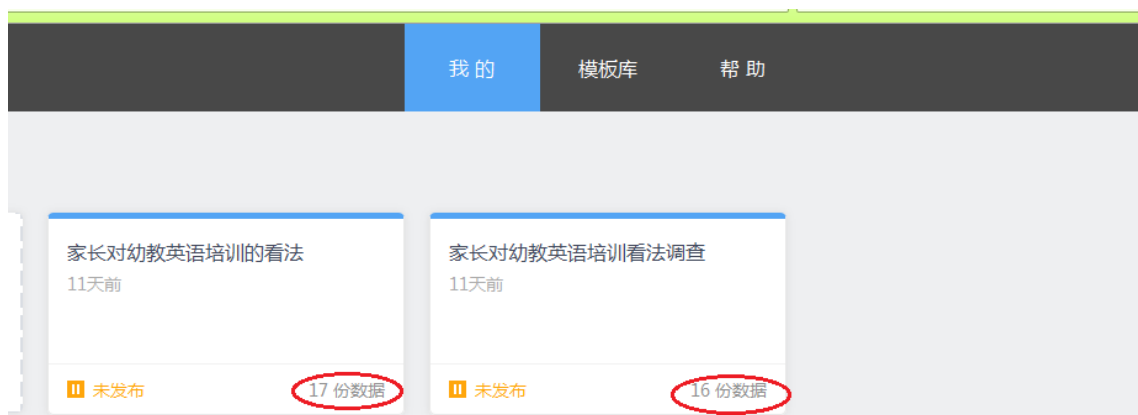 我 的 模板库 帮 助
家长对幼教英语培训的看法
11天前
未发布 17 份数据
家长对幼教英语培训看法调查
11天前
未发布 16 份数据